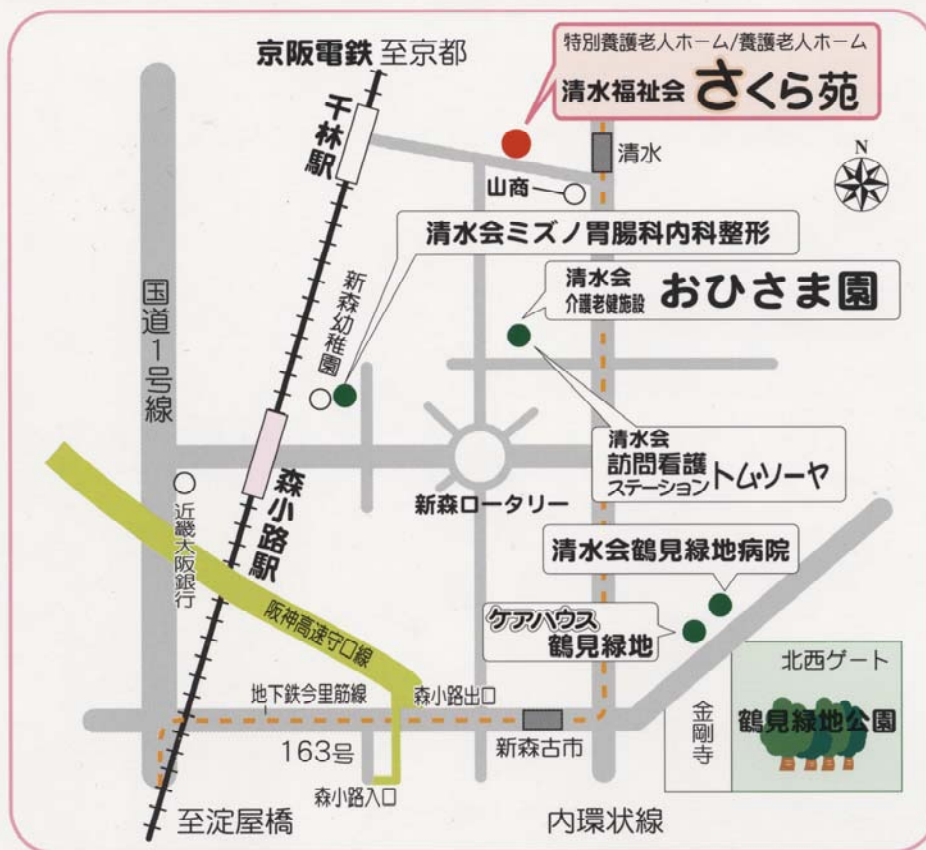 特別養護老人ホーム/養護老人ホーム
清水福祉会 さくら苑
京阪電鉄 至京都
千林駅
清水
N
山商
清水会ミズノ胃腸科内科整形
清水会
介護老健施設 おひさま園
新森幼稚園
国道1号線
清水会
訪問看護
ステーション トム・ソーヤ
新森ロータリー
森小路駅
近畿大阪銀行
清水会鶴見緑地病院
ケアハウス
鶴見緑地
阪神高速守口線
北西ゲート
地下鉄今里筋線
森小路出口
金剛寺
鶴見緑地公園
163号
新森古市
森小路入口
至淀屋橋
内環状線